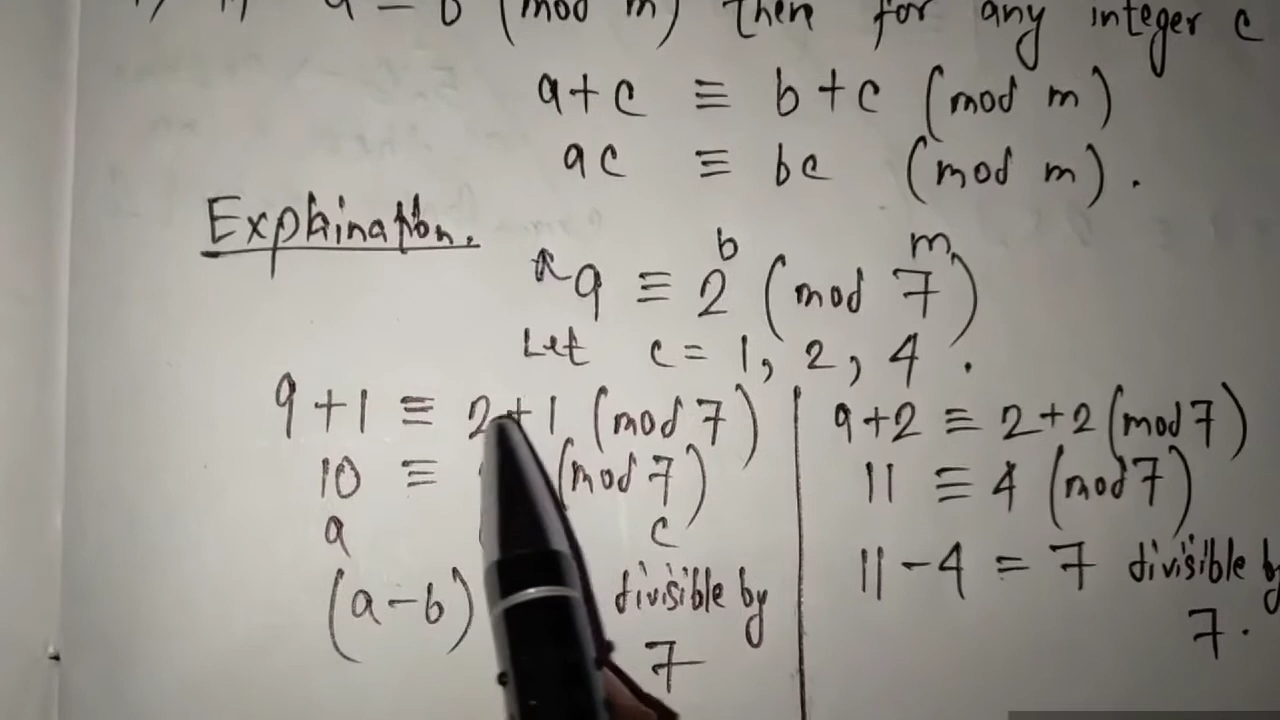 a - b (mod m) then for any integer c
a+c ≡ b+c (mod m)
ac ≡ bc (mod m).
Explaination.
b m
a 9 ≡ 2 (mod 7)
Let c = 1, 2, 4.
9+1 ≡ 2+1 (mod 7)
10 ≡ (mod 7)
a c
(a-b) divisible by
7
9+2 ≡ 2+2 (mod 7)
11 ≡ 4 (mod 7)
11-4 = 7 divisible
7.